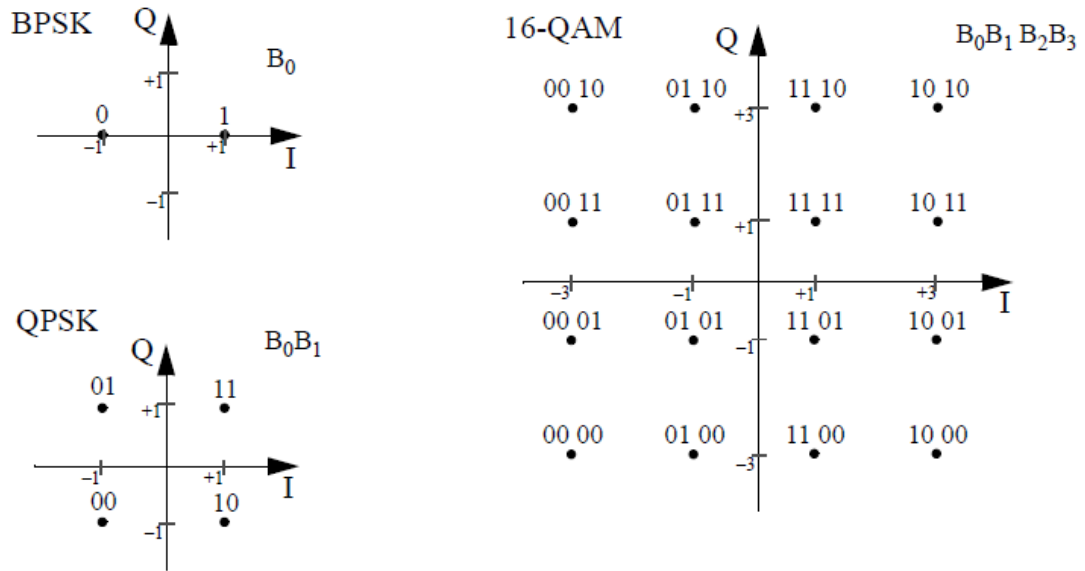 BPSK
Q
B₀
+1
0 1
−1 +1
I
−1
QPSK
Q
B₀B₁
01 11
+1
−1 +1
I
00 10
−1
16-QAM
Q
B₀B₁ B₂B₃
00 10 01 10 11 10 10 10
+3
00 11 01 11 11 11 10 11
+1
−3 −1 +1 +3
I
00 01 01 01 11 01 10 01
−1
00 00 01 00 11 00 10 00
−3